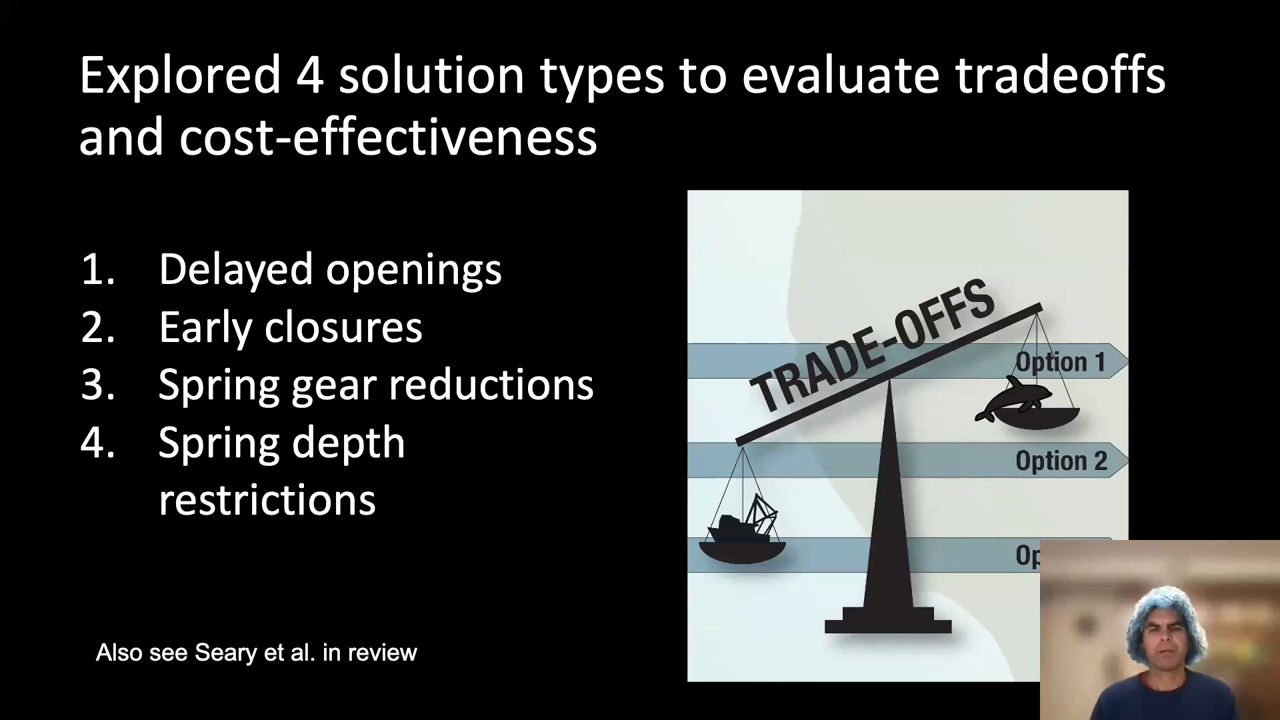 Explored 4 solution types to evaluate tradeoffs
and cost-effectiveness
1. Delayed openings
2. Early closures
3. Spring gear reductions
4. Spring depth
restrictions
Also see Seary et al. in review
TRADE-OFFS
Option 1
Option 2